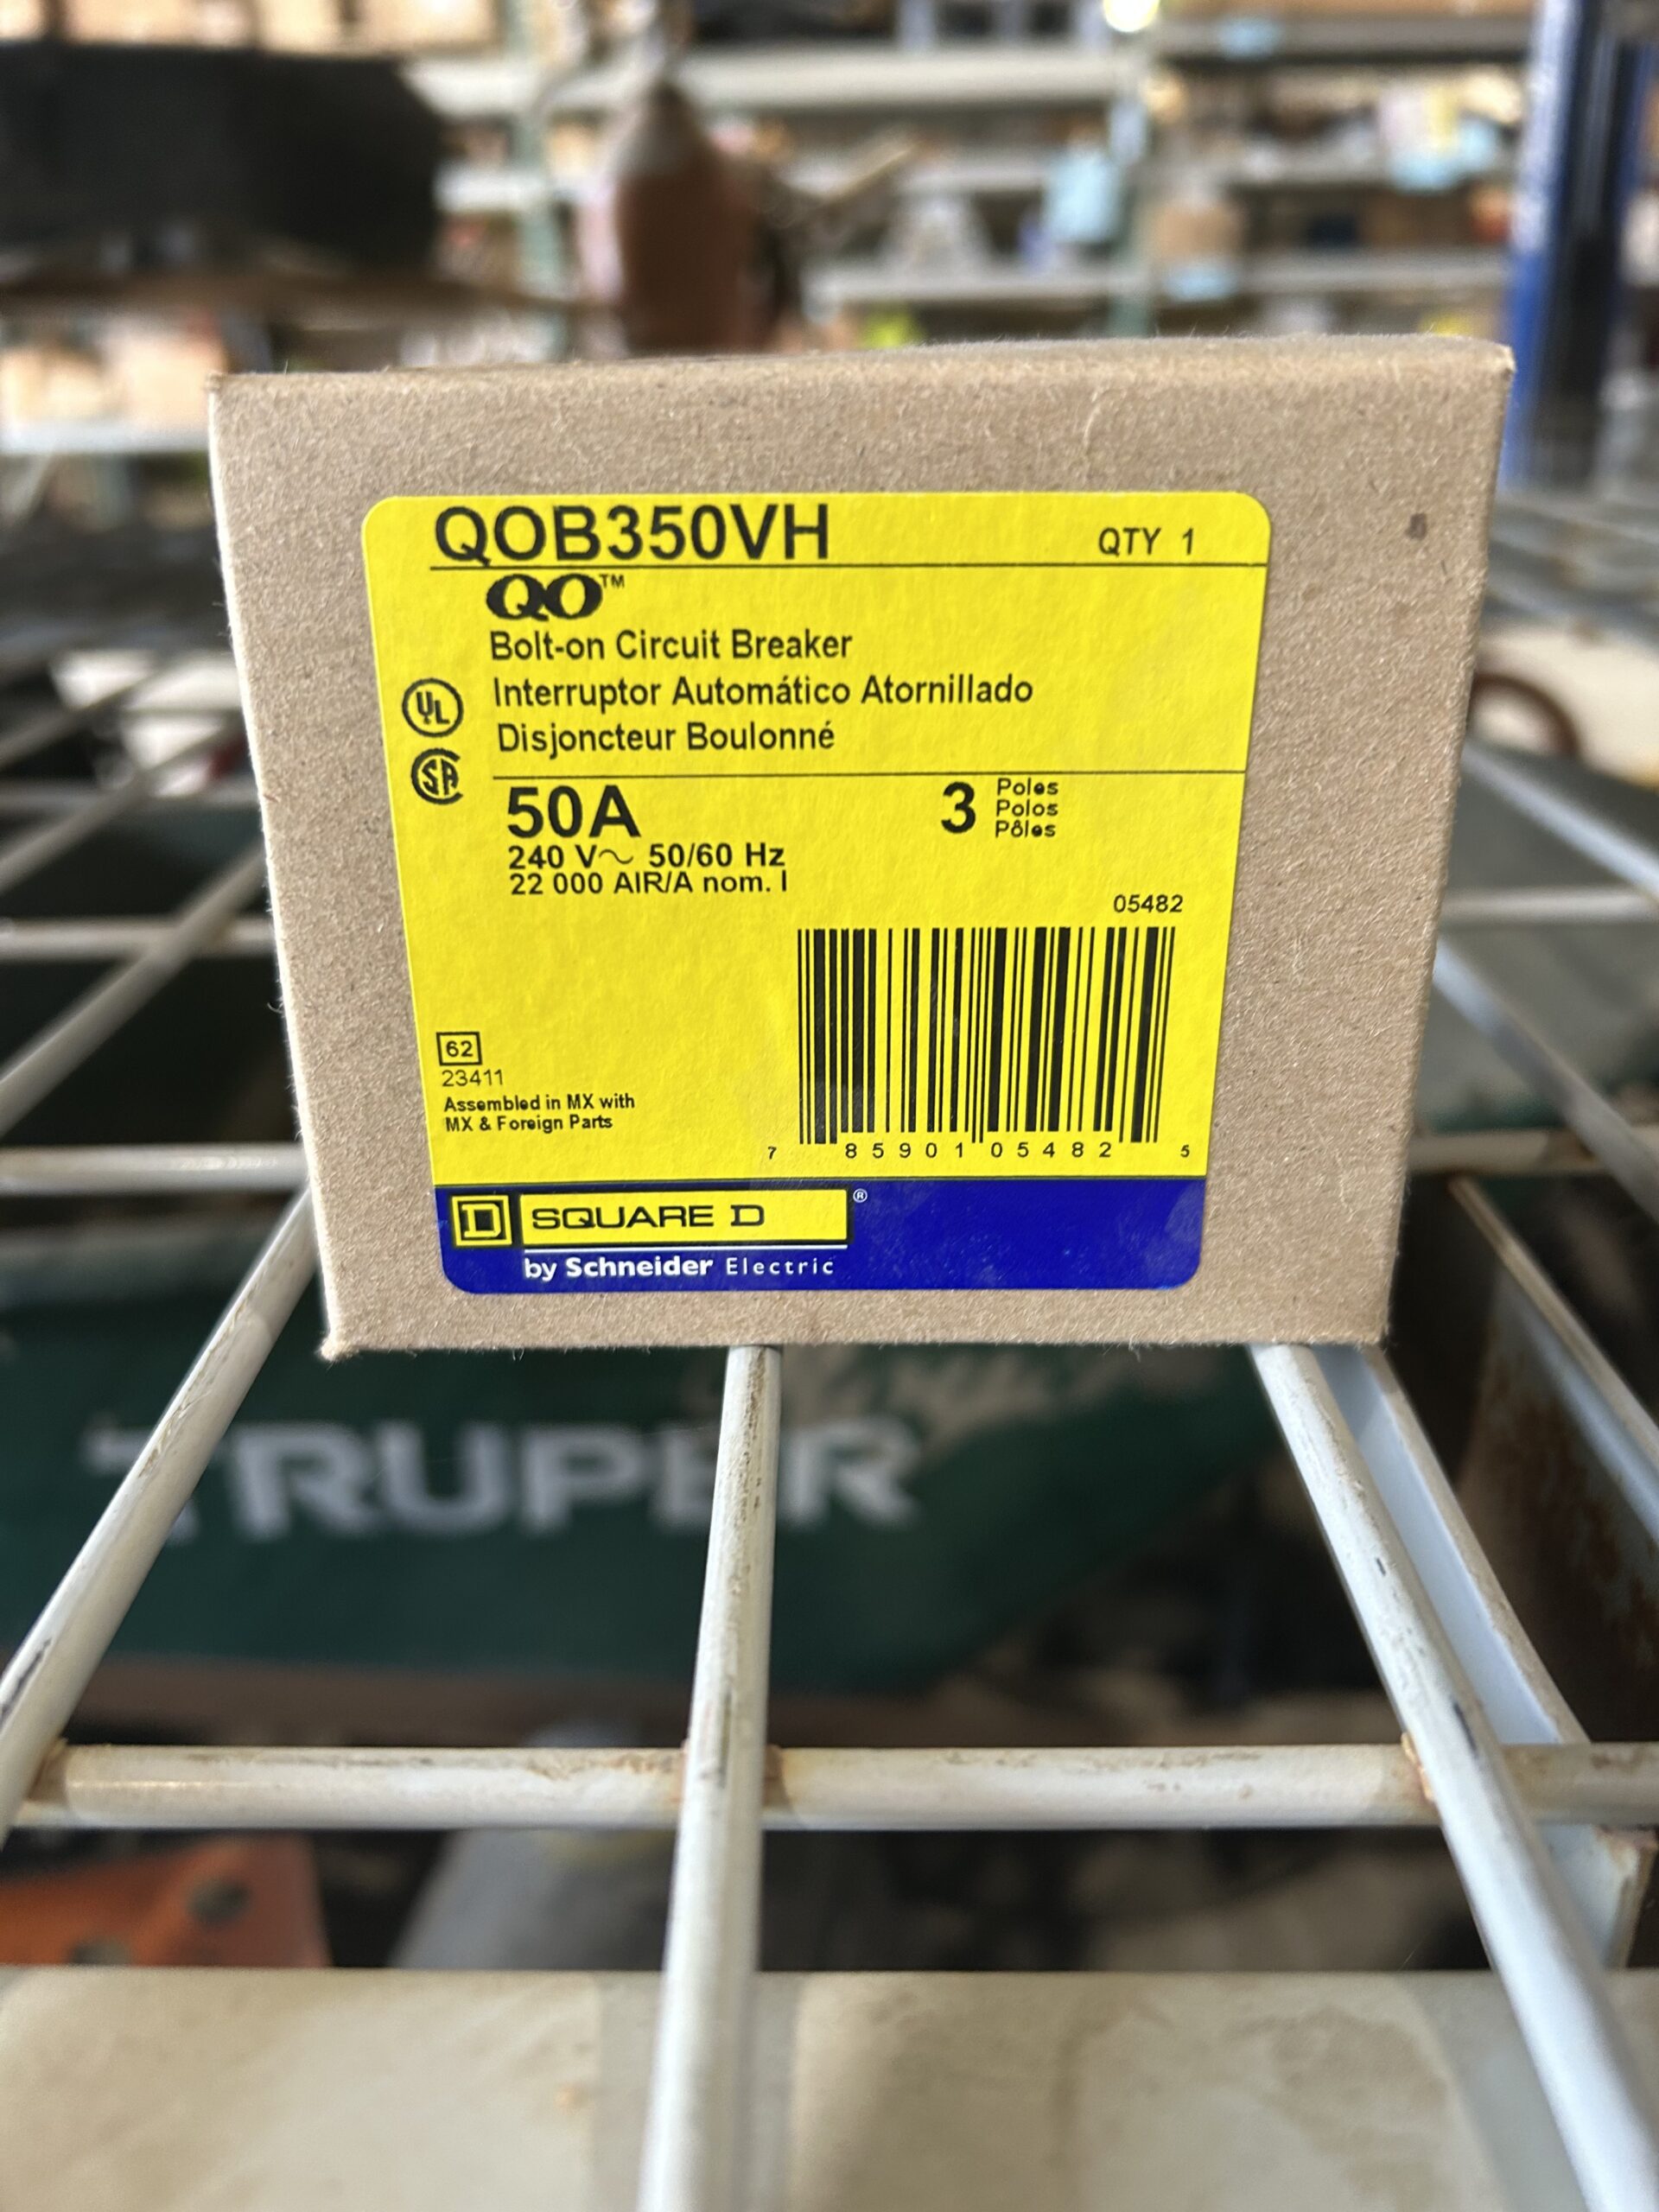 QOB350VH QTY 1
QO™
Bolt-on Circuit Breaker
UL
Interruptor Automático Atornillado
Disjoncteur Boulonné
SA
50A 3 Poles
Polos
Pôles
240 V~ 50/60 Hz
22 000 AIR/A nom. I
05482
62
23411
Assembled in MX with
MX & Foreign Parts
7 85901 05482 5
D SQUARE D ®
by Schneider Electric
TRUPER